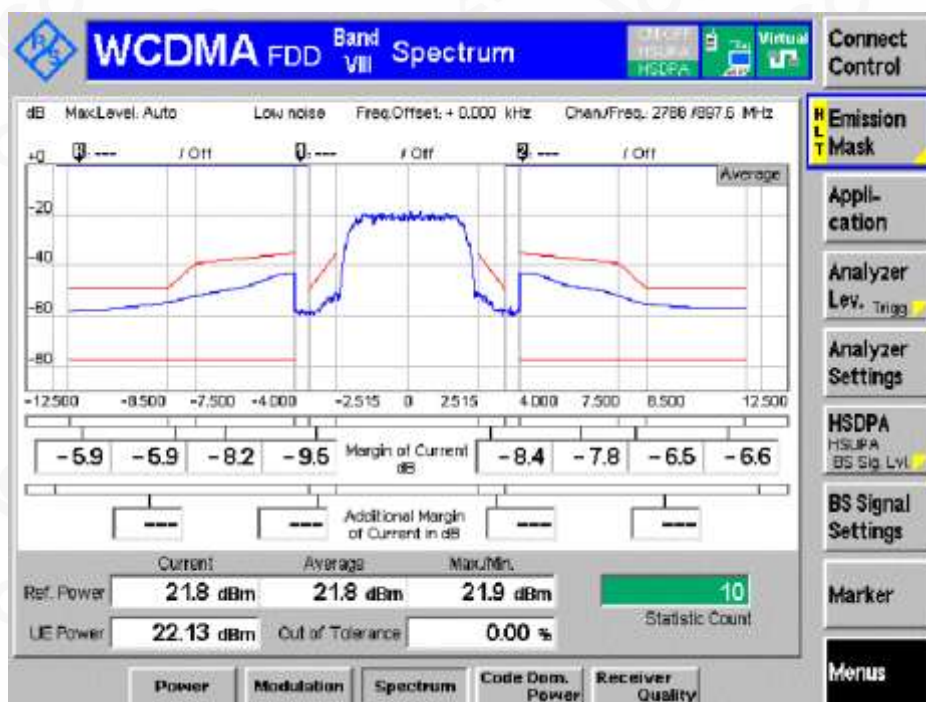 WCDMA FDD Band VIII Spectrum
HSDPA
Virtual
Connect Control
dB Max.Level: Auto Low noise Freq.Offset: + 0.000 kHz Chan./Freq.: 2788 /897.6 MHz
--- / Off --- / Off 2 --- / Off
Average
+0
-20
-40
-60
-80
-12.500 -8.500 -7.500 -4.000 -2.515 0 2.515 4.000 7.500 8.500 12.500
-5.9 -6.9 -8.2 -9.5 Margin of Current dB -8.4 -7.8 -6.5 -6.6
--- --- Additional Margin of Current in dB --- ---
Current Average Max./Min.
Ref. Power 21.8 dBm 21.8 dBm 21.9 dBm 10
Statistic Count
UE Power 22.13 dBm Out of Tolerance 0.00 %
Power Modulation Spectrum Code Dom. Power Receiver Quality
HLT
Emission Mask
Appli- cation
Analyzer Lev. Trigg
Analyzer Settings
HSDPA
HSUPA
BS Sig. Lvl.
BS Signal Settings
Marker
Menus